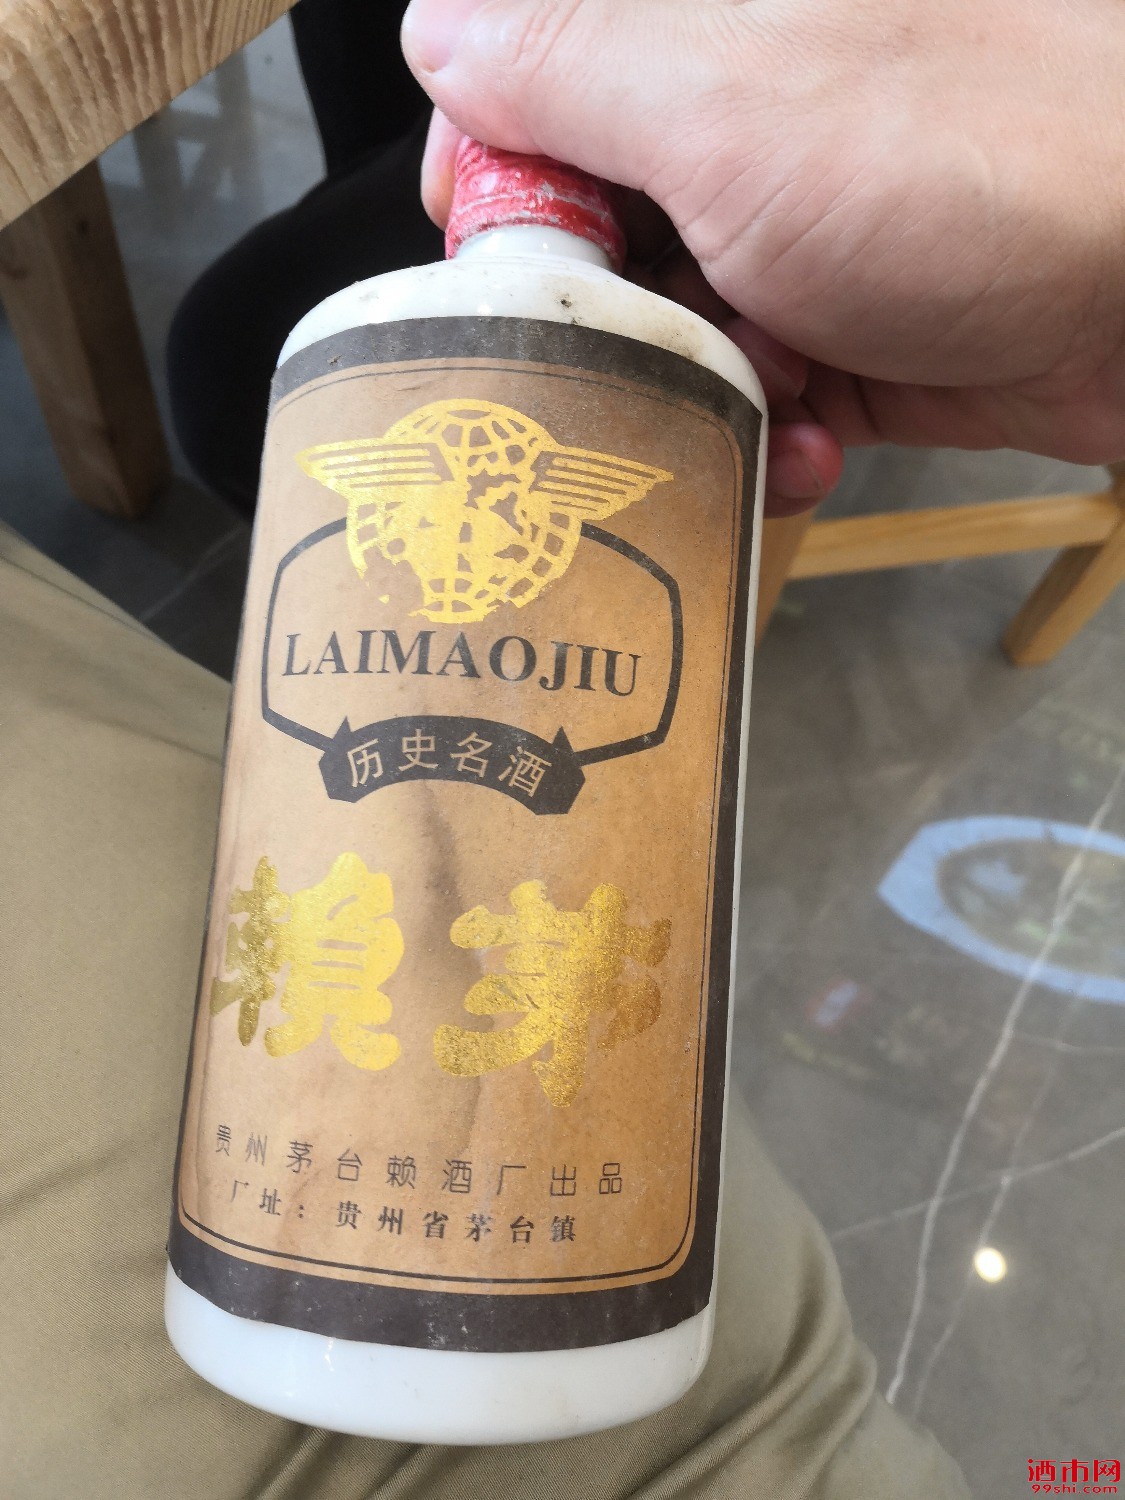 LAIMAOJIU
历史名酒
賴茅
贵州茅台赖酒厂出品
厂址：贵州省茅台镇
酒市网
99shi.com